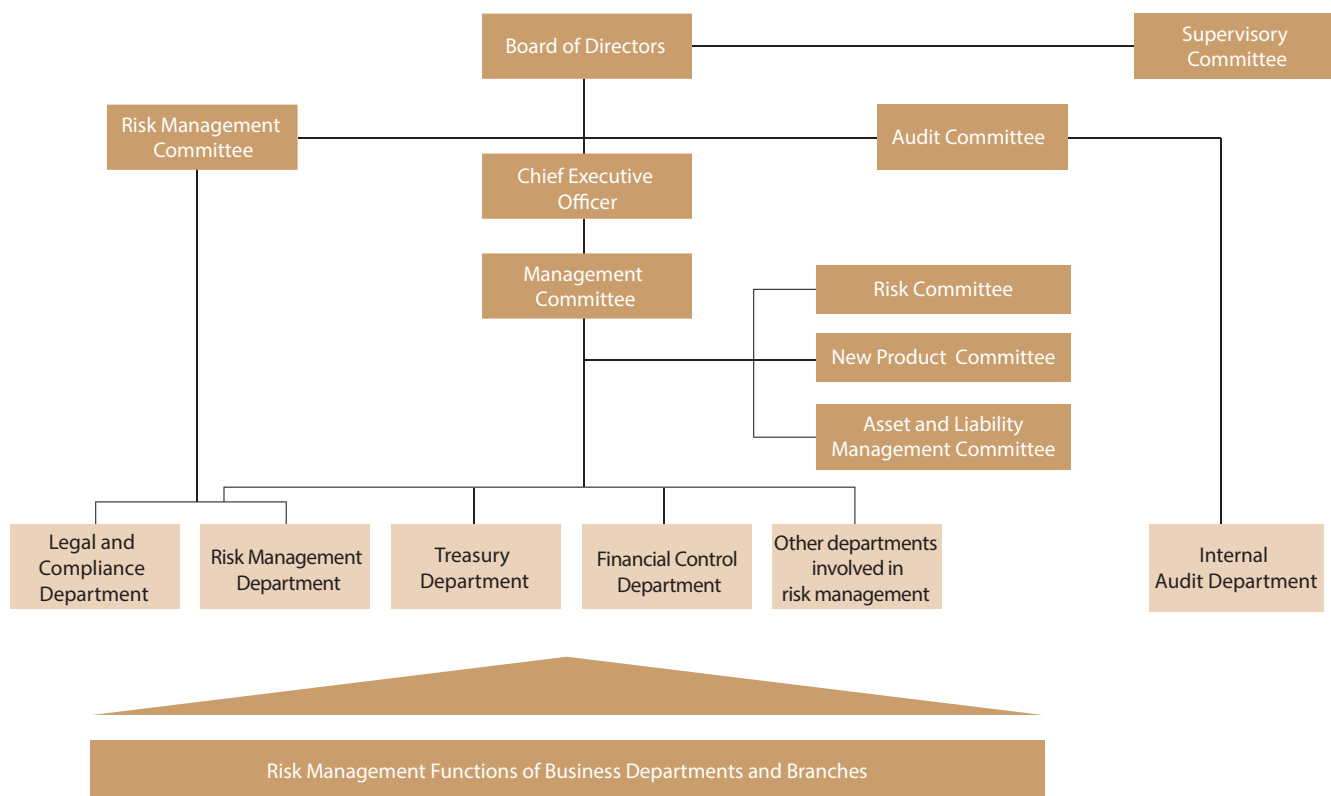 Board of Directors
Supervisory
Committee
Risk Management
Committee
Audit Committee
Chief Executive
Officer
Management
Committee
Risk Committee
New Product Committee
Asset and Liability
Management Committee
Legal and
Compliance
Department
Risk Management
Department
Treasury
Department
Financial Control
Department
Other departments
involved in
risk management
Internal
Audit Department
Risk Management Functions of Business Departments and Branches